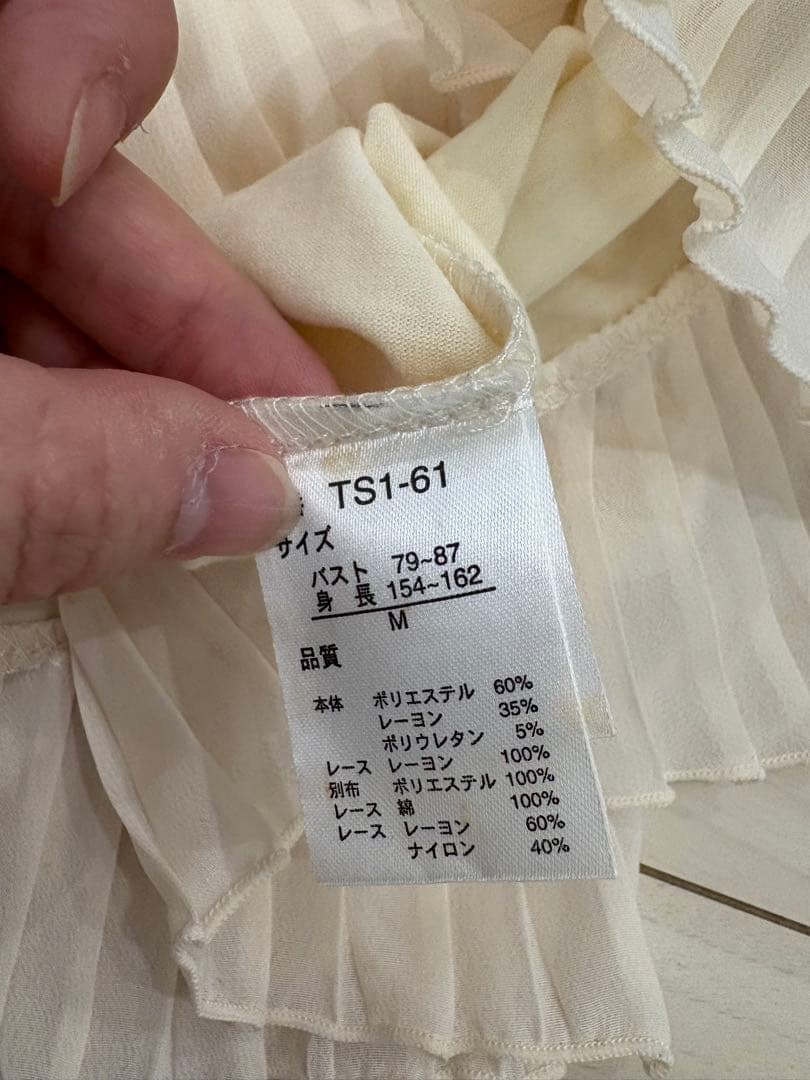 TS1-61
サイズ
バスト 79~87
身 長 154~162
M
品質
本体 ポリエステル 60%
レーヨン 35%
ポリウレタン 5%
レース レーヨン 100%
別布 ポリエステル 100%
レース 綿 100%
レース レーヨン 60%
ナイロン 40%